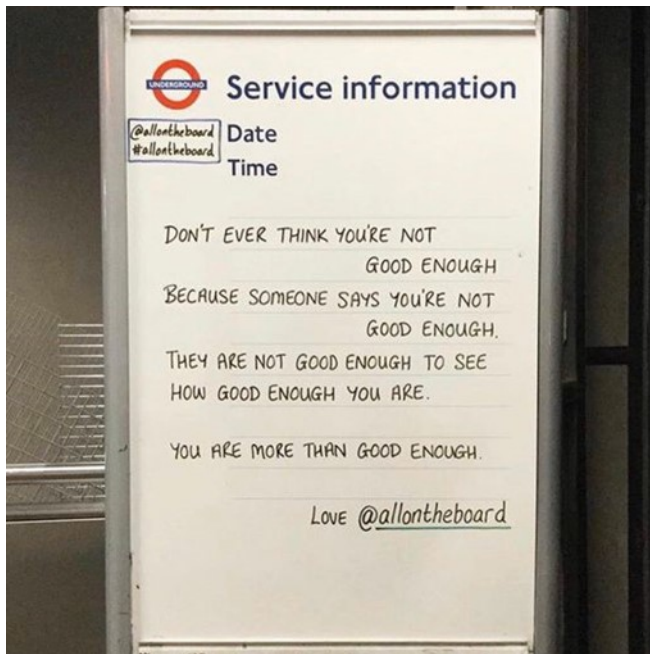 UNDERGROUND
Service information
@allontheboard
#allontheboard
Date
Time
DON'T EVER THINK YOU'RE NOT
GOOD ENOUGH
BECAUSE SOMEONE SAYS YOU'RE NOT
GOOD ENOUGH.
THEY ARE NOT GOOD ENOUGH TO SEE
HOW GOOD ENOUGH YOU ARE.
YOU ARE MORE THAN GOOD ENOUGH.
LOVE @allontheboard